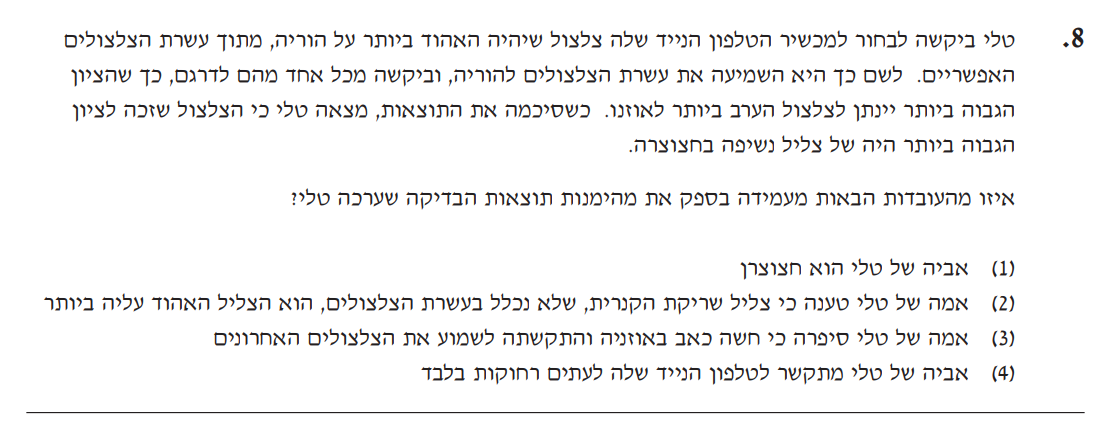 8. טלי ביקשה לבחור למכשיר הטלפון הנייד שלה צלצול שיהיה האהוד ביותר על הוריה, מתוך עשרת הצלצולים
האפשריים. לשם כך היא השמיעה את עשרת הצלצולים להוריה, וביקשה מכל אחד מהם לדרגם, כך שהציון
הגבוה ביותר יינתן לצלצול הערב ביותר לאוזנו. כשסיכמה את התוצאות, מצאה טלי כי הצלצול שזכה לציון
הגבוה ביותר היה של צליל נשיפה בחצוצרה.
איזו מהעובדות הבאות מעמידה בספק את מהימנות תוצאות הבדיקה שערכה טלי?
(1) אביה של טלי הוא חצוצרן
(2) אמה של טלי טענה כי צליל שריקת הקנרית, שלא נכלל בעשרת הצלצולים, הוא הצליל האהוד עליה ביותר
(3) אמה של טלי סיפרה כי חשה כאב באוזניה והתקשתה לשמוע את הצלצולים האחרונים
(4) אביה של טלי מתקשר לטלפון הנייד שלה לעתים רחוקות בלבד